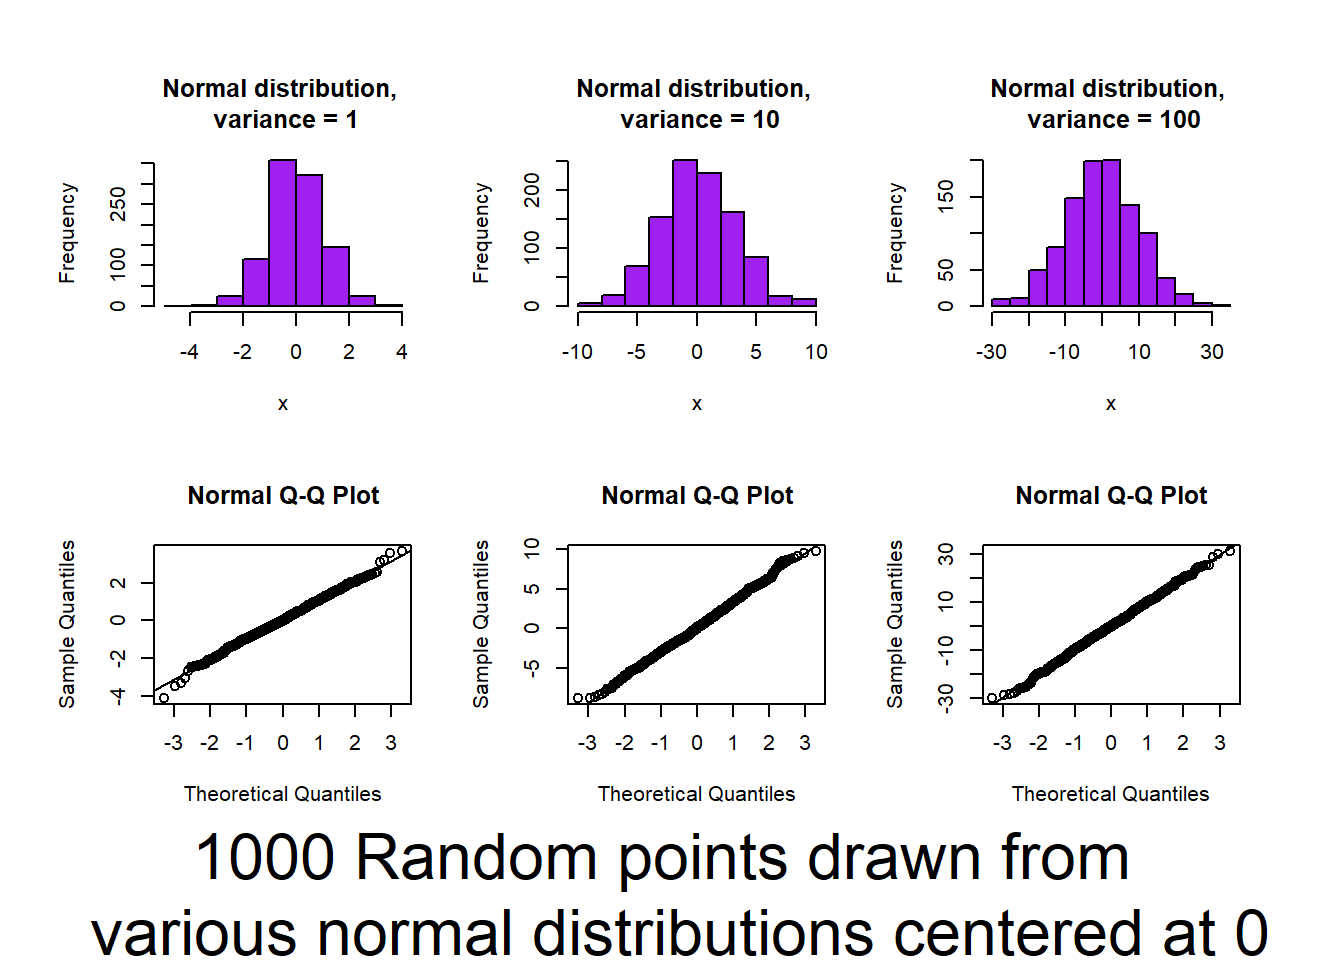 Normal distribution,
variance = 1
Frequency
0 100 250
-4 -2 0 2 4
x
Normal distribution,
variance = 10
Frequency
0 100 200
-10 -5 0 5 10
x
Normal distribution,
variance = 100
Frequency
0 50 150
-30 -10 10 30
x
Normal Q-Q Plot
Sample Quantiles
-4 -2 0 2
-3 -2 -1 0 1 2 3
Theoretical Quantiles
Normal Q-Q Plot
Sample Quantiles
-5 0 5 10
-3 -2 -1 0 1 2 3
Theoretical Quantiles
Normal Q-Q Plot
Sample Quantiles
-30 -10 10 30
-3 -2 -1 0 1 2 3
Theoretical Quantiles
1000 Random points drawn from
various normal distributions centered at 0